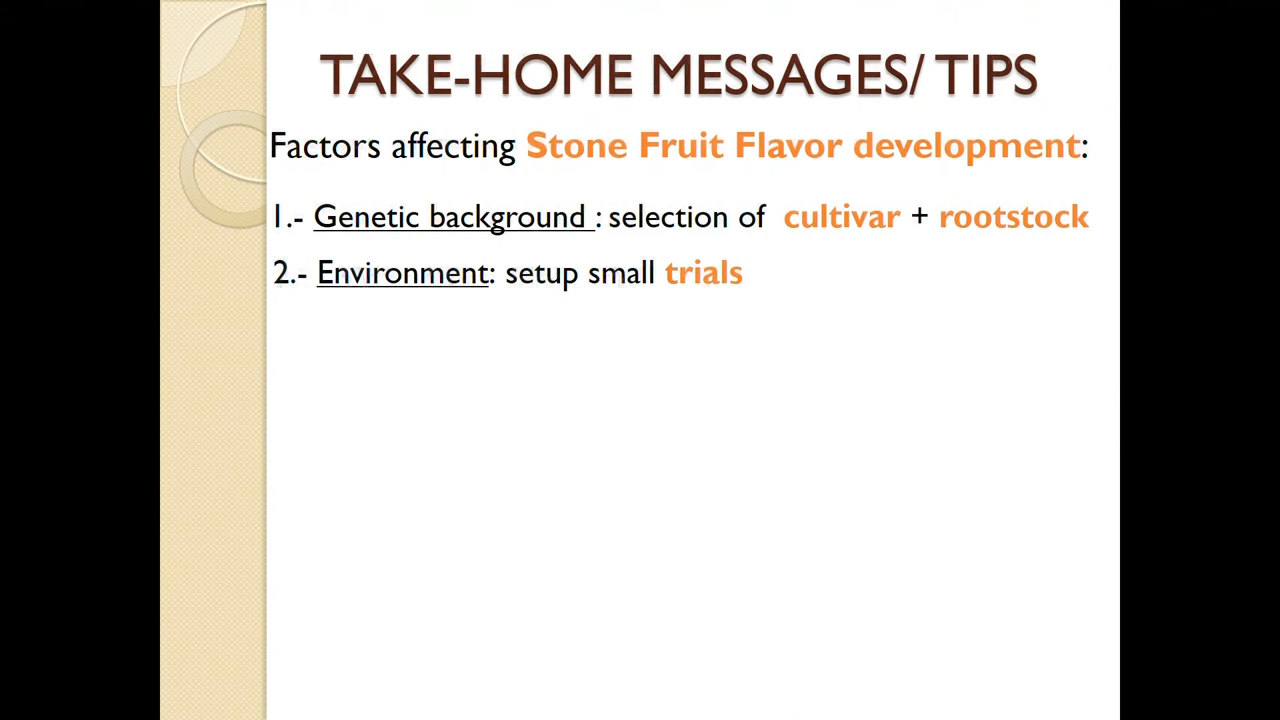 TAKE-HOME MESSAGES/ TIPS
Factors affecting Stone Fruit Flavor development:
1.- Genetic background : selection of cultivar + rootstock
2.- Environment: setup small trials